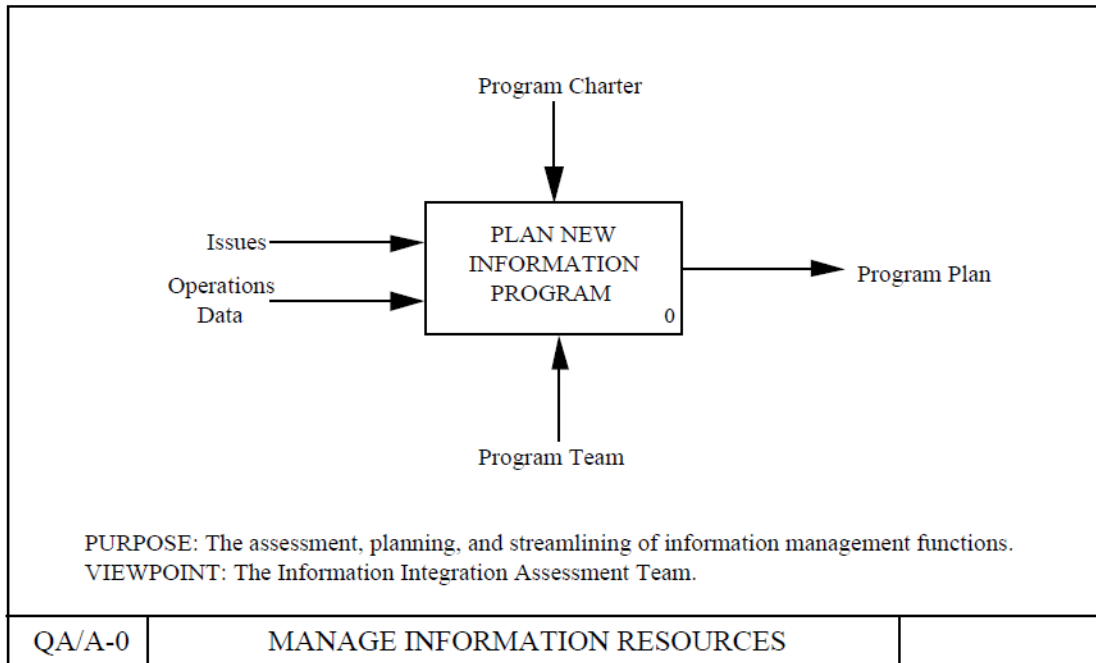 Program Charter
Issues
Operations
Data
PLAN NEW
INFORMATION
PROGRAM
0
Program Plan
Program Team
PURPOSE: The assessment, planning, and streamlining of information management functions.
VIEWPOINT: The Information Integration Assessment Team.
QA/A-0
MANAGE INFORMATION RESOURCES